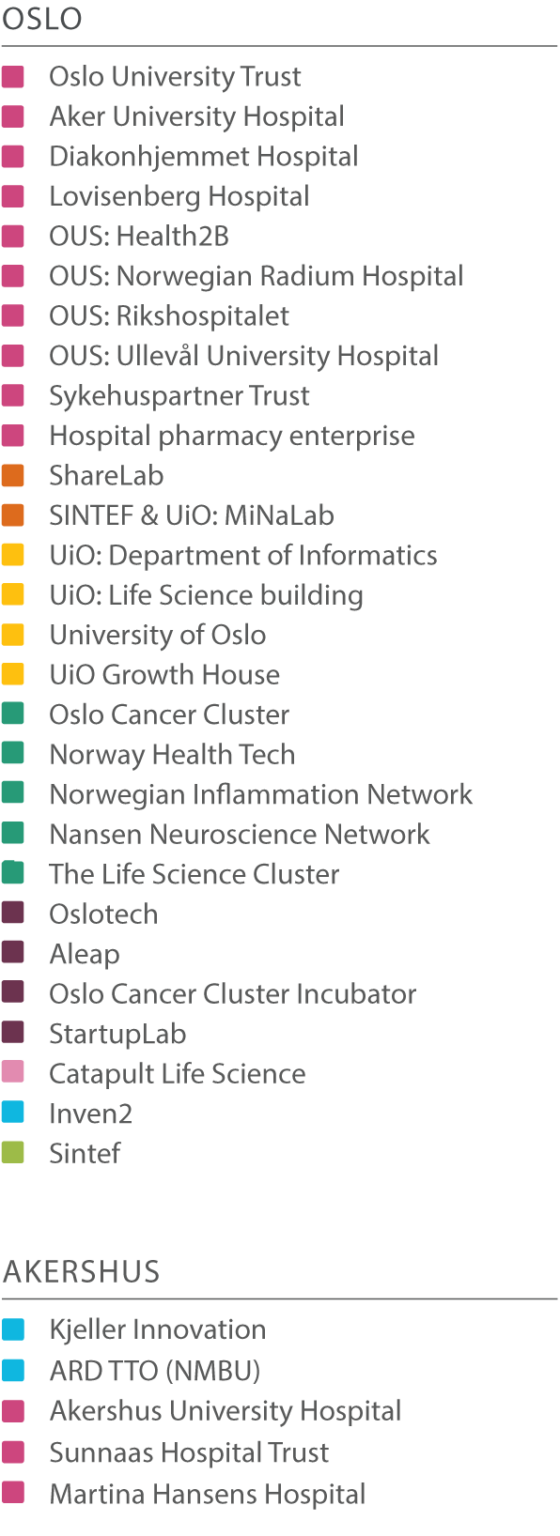 OSLO
Oslo University Trust
Aker University Hospital
Diakonhjemmet Hospital
Lovisenberg Hospital
OUS: Health2B
OUS: Norwegian Radium Hospital
OUS: Rikshospitalet
OUS: Ullevål University Hospital
Sykehuspartner Trust
Hospital pharmacy enterprise
ShareLab
SINTEF & UiO: MiNaLab
UiO: Department of Informatics
UiO: Life Science building
University of Oslo
UiO Growth House
Oslo Cancer Cluster
Norway Health Tech
Norwegian Inflammation Network
Nansen Neuroscience Network
The Life Science Cluster
Oslotech
Aleap
Oslo Cancer Cluster Incubator
StartupLab
Catapult Life Science
Inven2
Sintef
AKERSHUS
Kjeller Innovation
ARD TTO (NMBU)
Akershus University Hospital
Sunnaas Hospital Trust
Martina Hansens Hospital